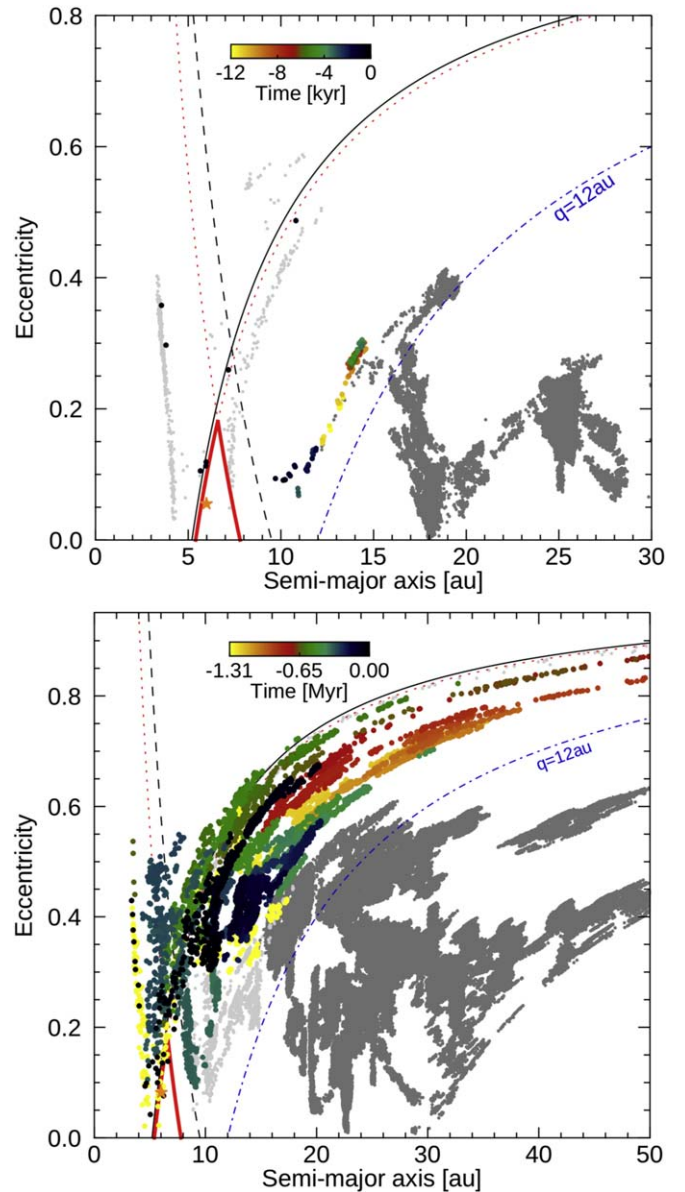 0.8
0.6
0.4
0.2
0.0
Eccentricity
-12 -8 -4 0
Time [kyr]
q=12au
0 5 10 15 20 25 30
Semi-major axis [au]
0.8
0.6
0.4
0.2
0.0
Eccentricity
-1.31 -0.65 0.00
Time [Myr]
q=12au
0 10 20 30 40 50
Semi-major axis [au]